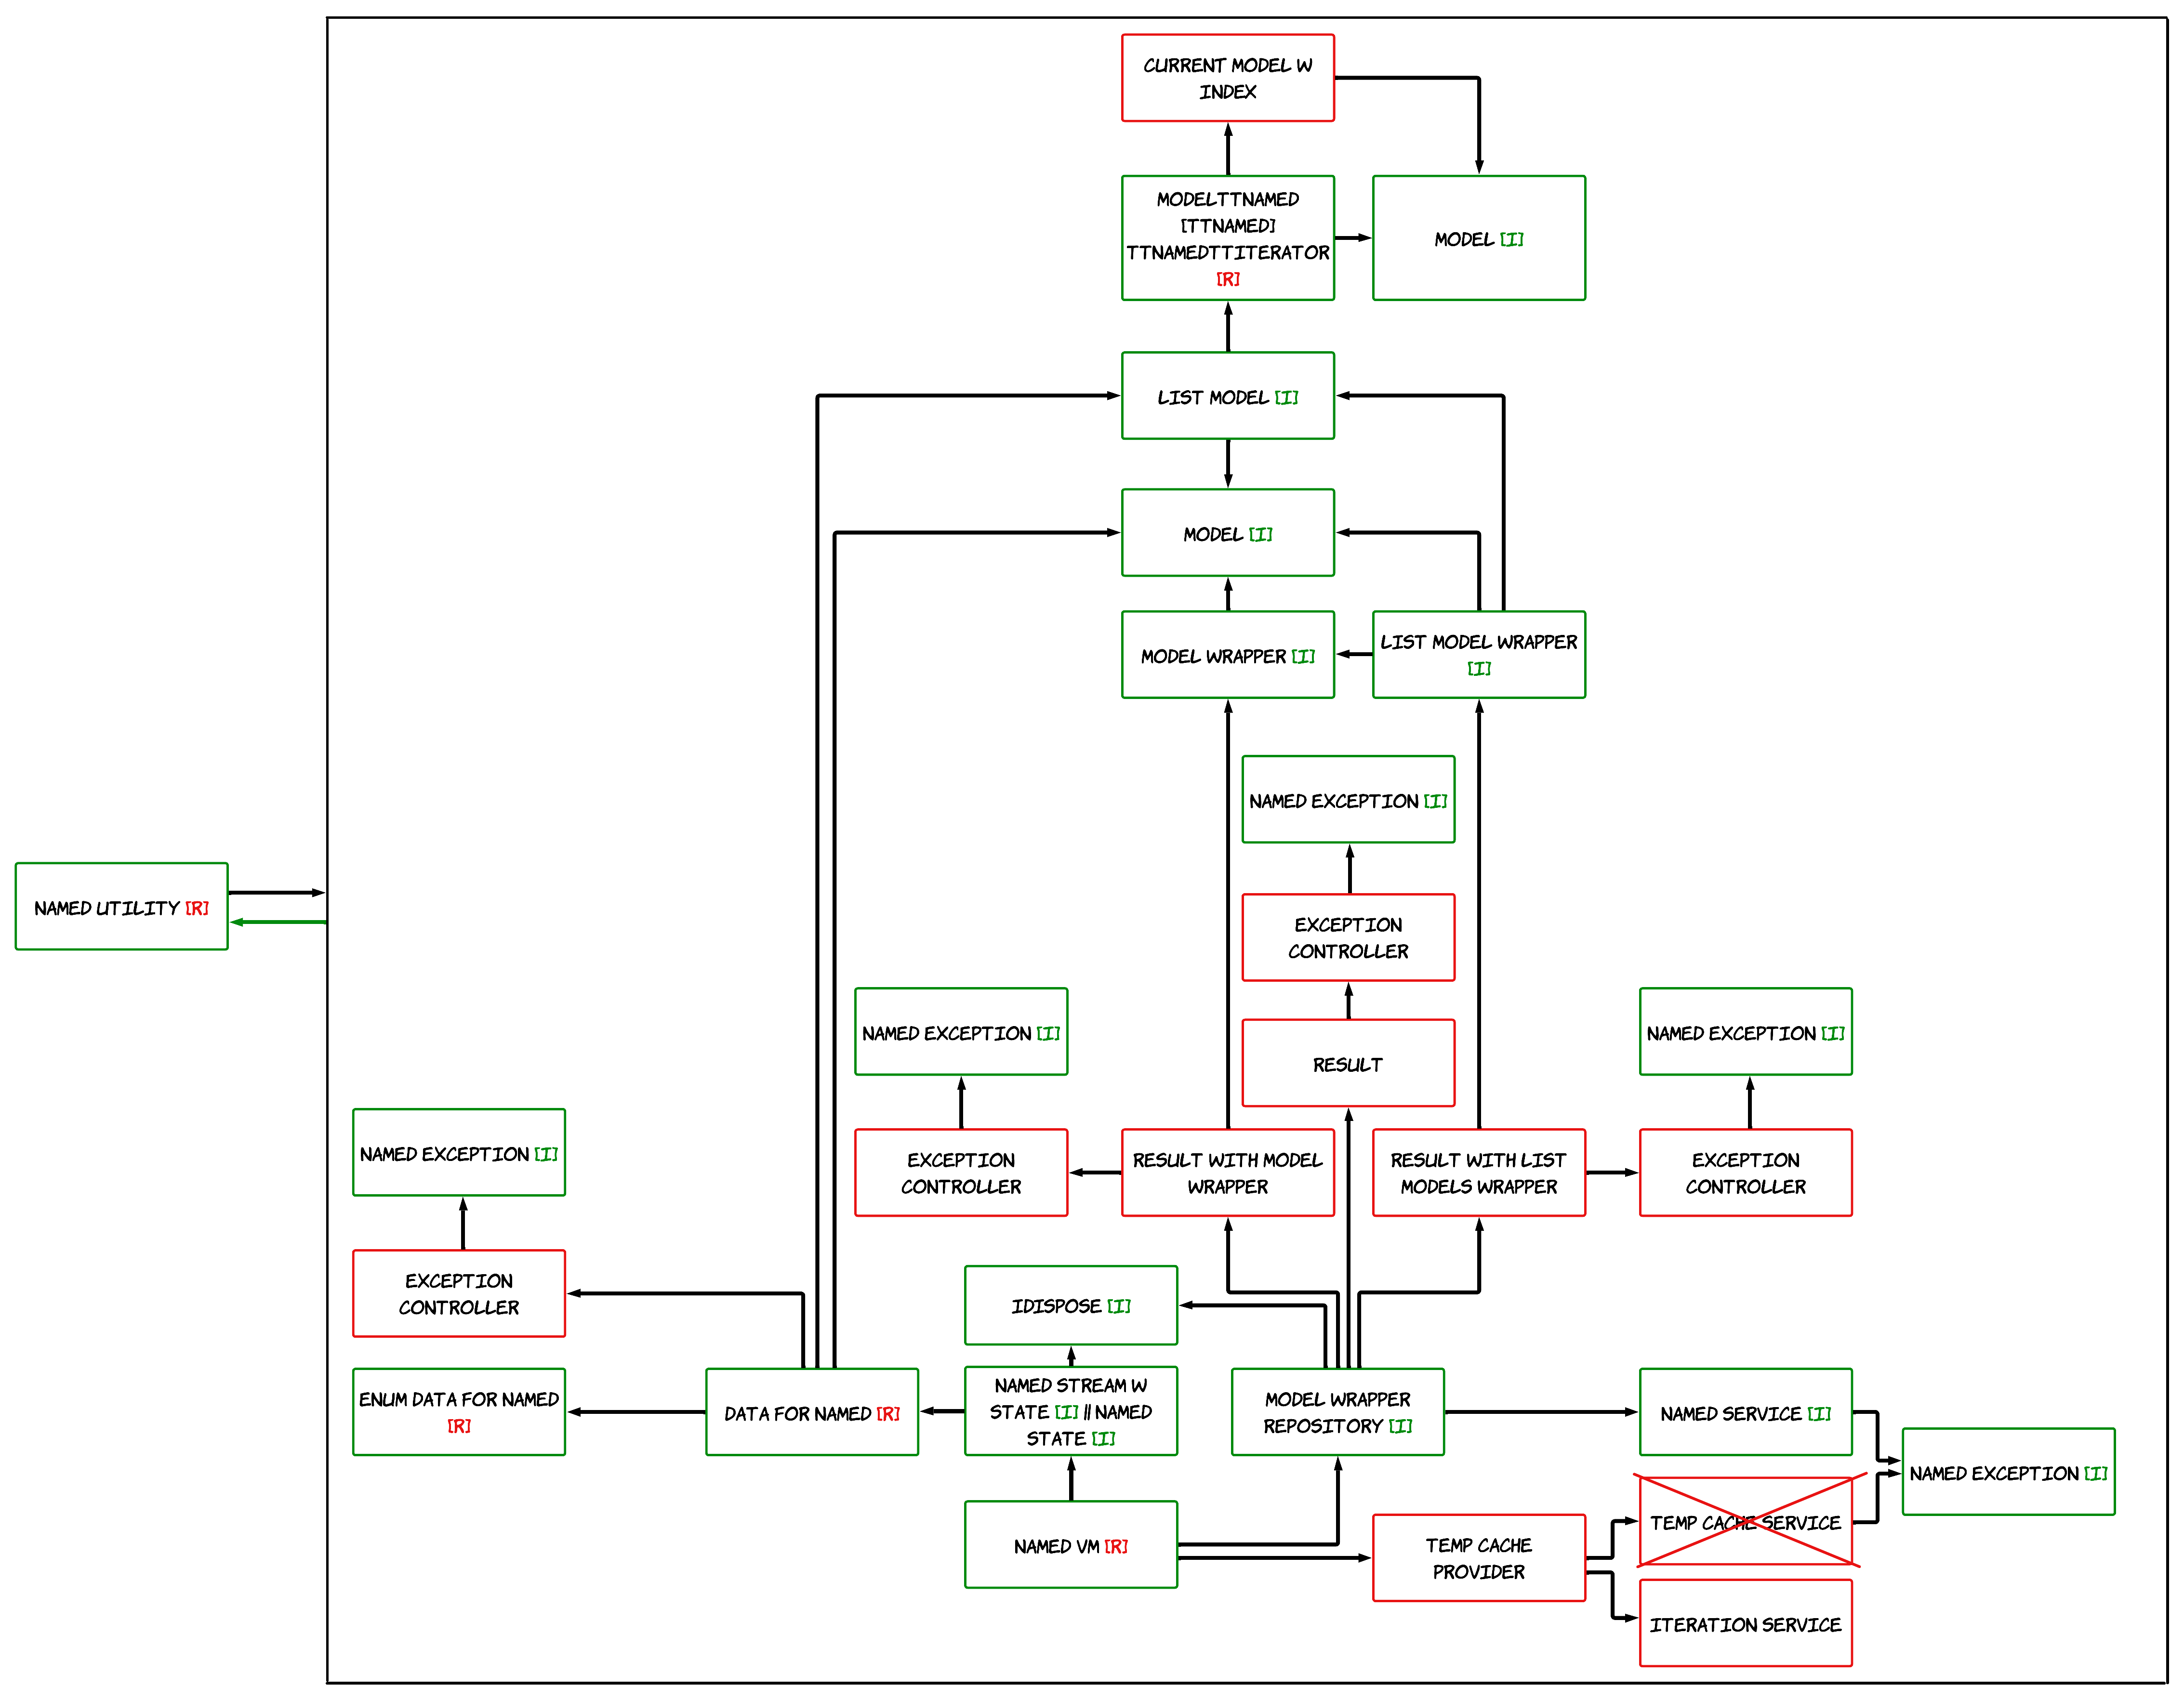 CURRENT MODEL W
INDEX
MODELTTNAMED
[TTNAMED]
TTNAMEDTTITERATOR
[R]
MODEL [I]
LIST MODEL [I]
MODEL [I]
MODEL WRAPPER [I]
LIST MODEL WRAPPER
[I]
NAMED EXCEPTION [I]
NAMED UTILITY [R]
EXCEPTION
CONTROLLER
NAMED EXCEPTION [I]
RESULT
NAMED EXCEPTION [I]
NAMED EXCEPTION [I]
EXCEPTION
CONTROLLER
RESULT WITH MODEL
WRAPPER
RESULT WITH LIST
MODELS WRAPPER
EXCEPTION
CONTROLLER
EXCEPTION
CONTROLLER
IDISPOSE [I]
ENUM DATA FOR NAMED
[R]
DATA FOR NAMED [R]
NAMED STREAM W
STATE [I] || NAMED
STATE [I]
MODEL WRAPPER
REPOSITORY [I]
NAMED SERVICE [I]
NAMED EXCEPTION [I]
NAMED VM [R]
TEMP CACHE
PROVIDER
TEMP CACHE SERVICE
ITERATION SERVICE